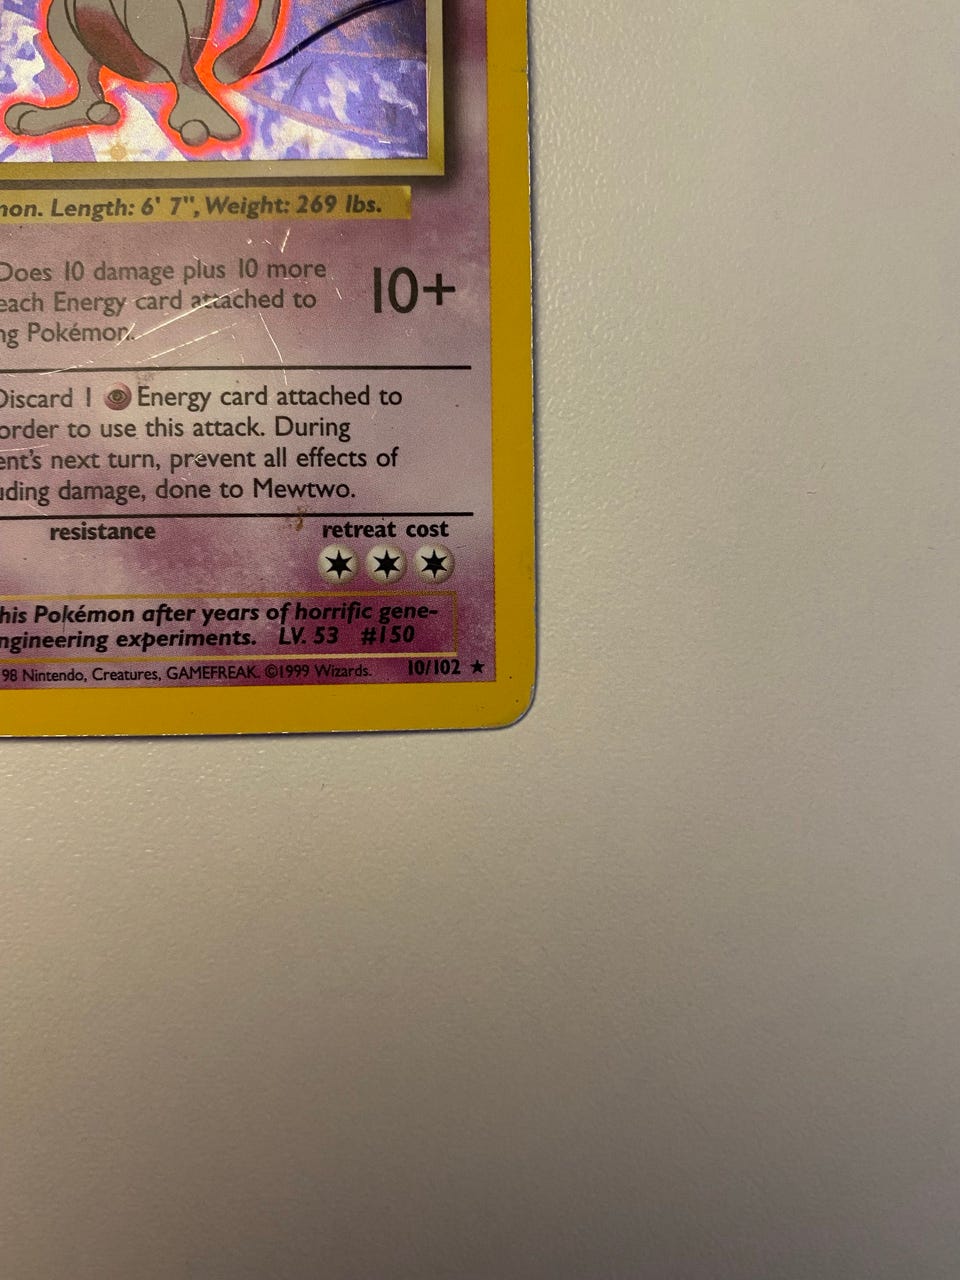 mon. Length: 6' 7", Weight: 269 lbs.
Does 10 damage plus 10 more
each Energy card attached to
ng Pokémon.
10+
Discard 1 Energy card attached to
order to use this attack. During
ent's next turn, prevent all effects of
uding damage, done to Mewtwo.
resistance retreat cost
his Pokémon after years of horrific gene-
ngineering experiments. LV. 53 #150
98 Nintendo, Creatures, GAMEFREAK. ©1999 Wizards. 10/102 ★